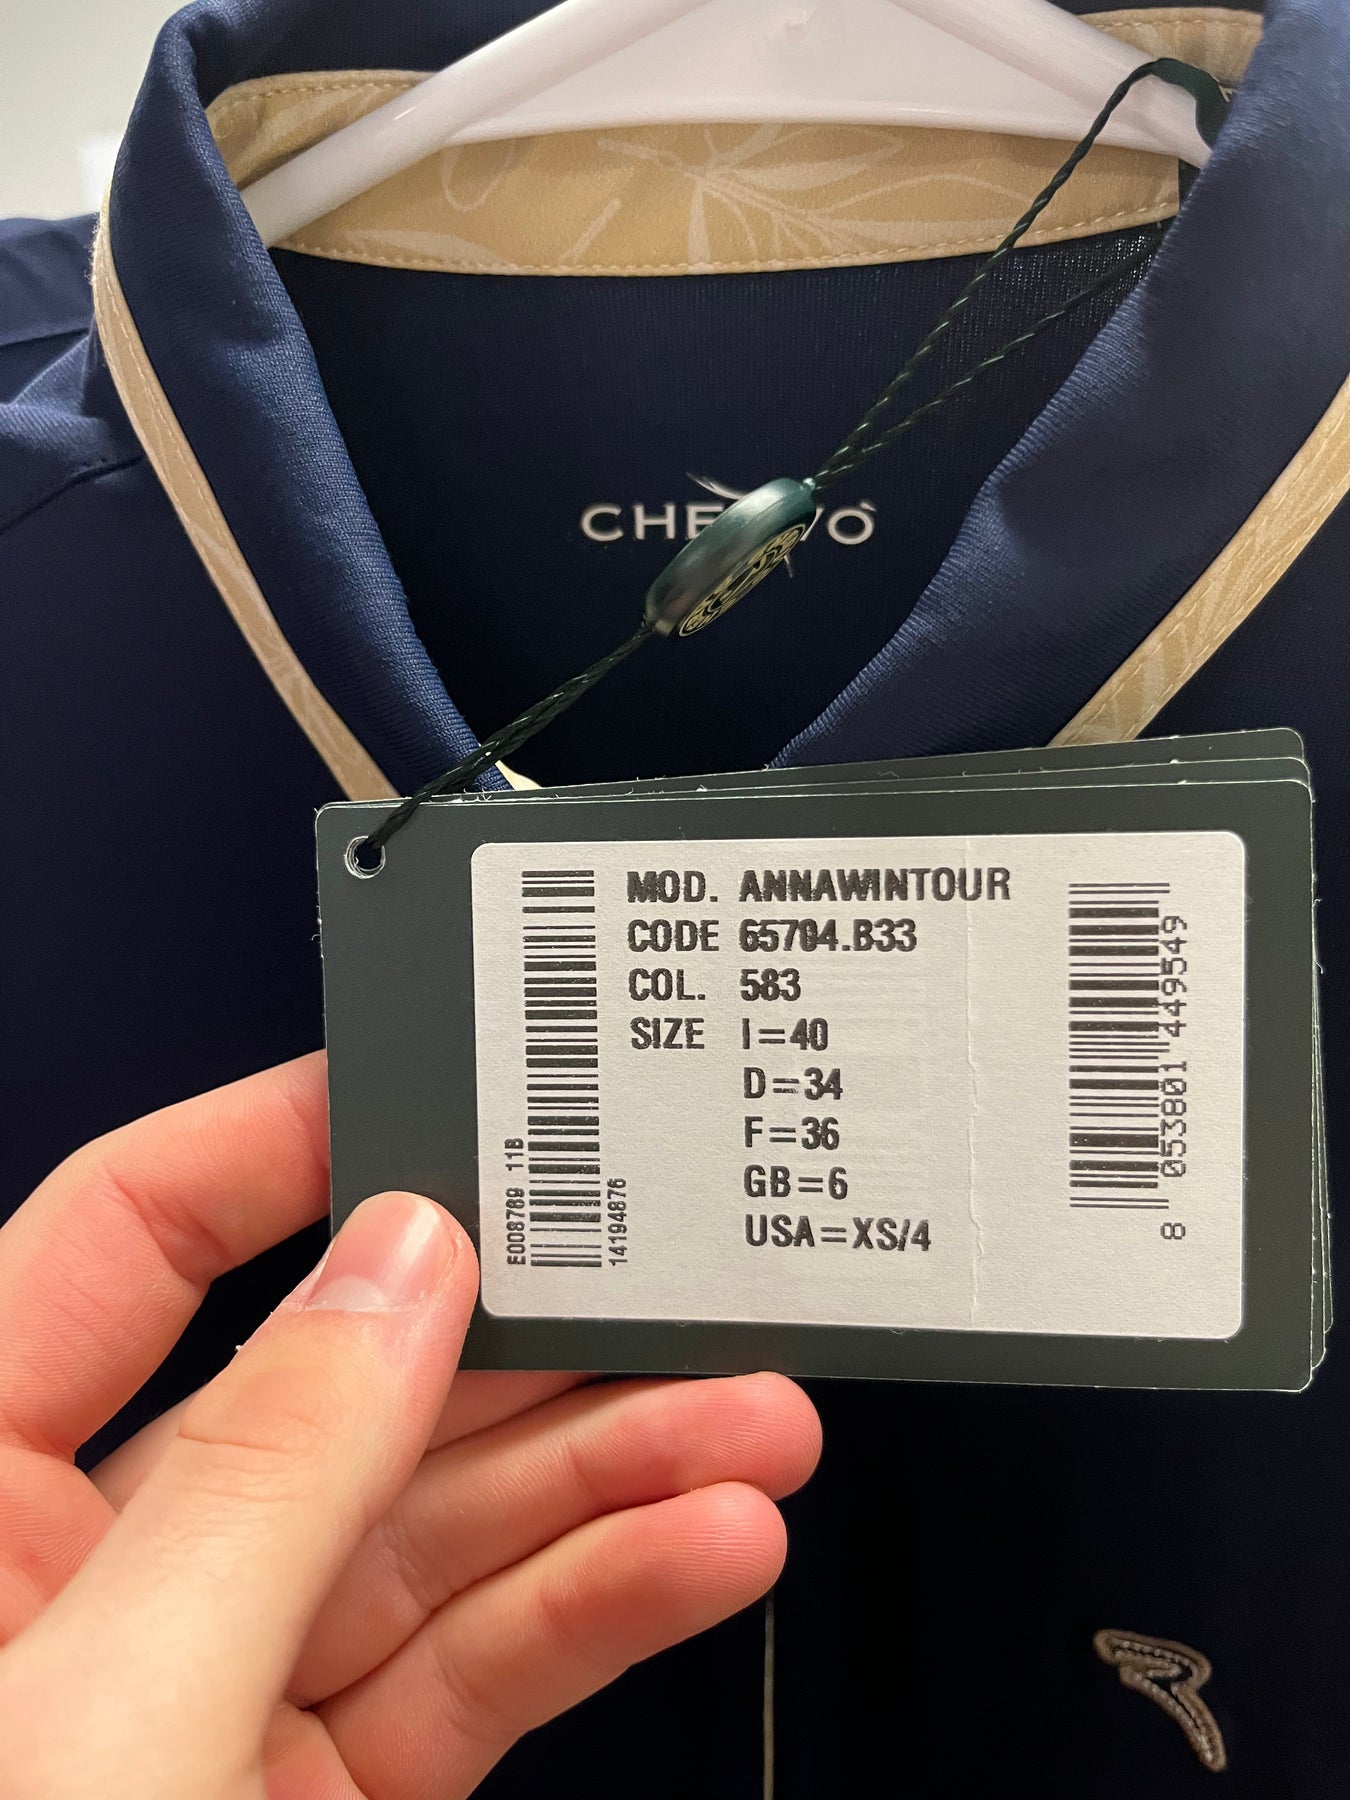 MOD. ANNAWINTOUR
CODE 65704.B33
COL. 583
SIZE I=40
D=34
F=36
GB=6
USA=XS/4
E008789 11B
14194876
8 053801 449549